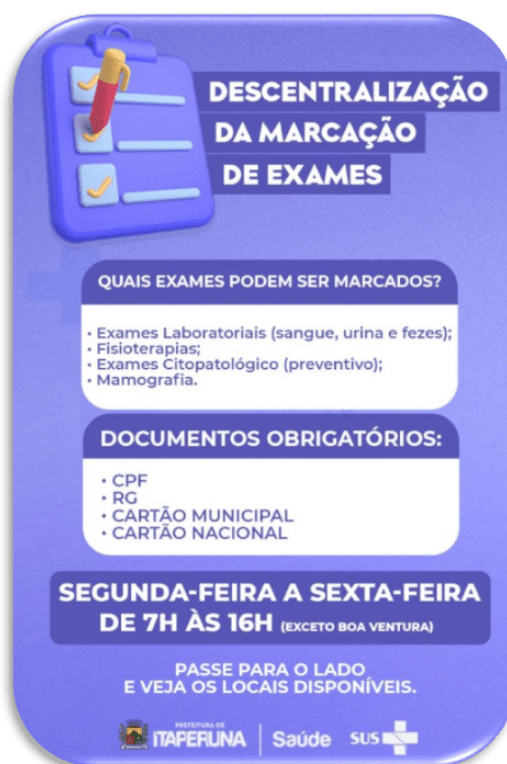 DESCENTRALIZAÇÃO
DA MARCAÇÃO
DE EXAMES
QUAIS EXAMES PODEM SER MARCADOS?
• Exames Laboratoriais (sangue, urina e fezes);
• Fisioterapias;
• Exames Citopatológico (preventivo);
• Mamografia.
DOCUMENTOS OBRIGATÓRIOS:
• CPF
• RG
• CARTÃO MUNICIPAL
• CARTÃO NACIONAL
SEGUNDA-FEIRA A SEXTA-FEIRA
DE 7H ÀS 16H (EXCETO BOA VENTURA)
PASSE PARA O LADO
E VEJA OS LOCAIS DISPONÍVEIS.
PREFEITURA DE
ITAPERUNA | Saúde SUS